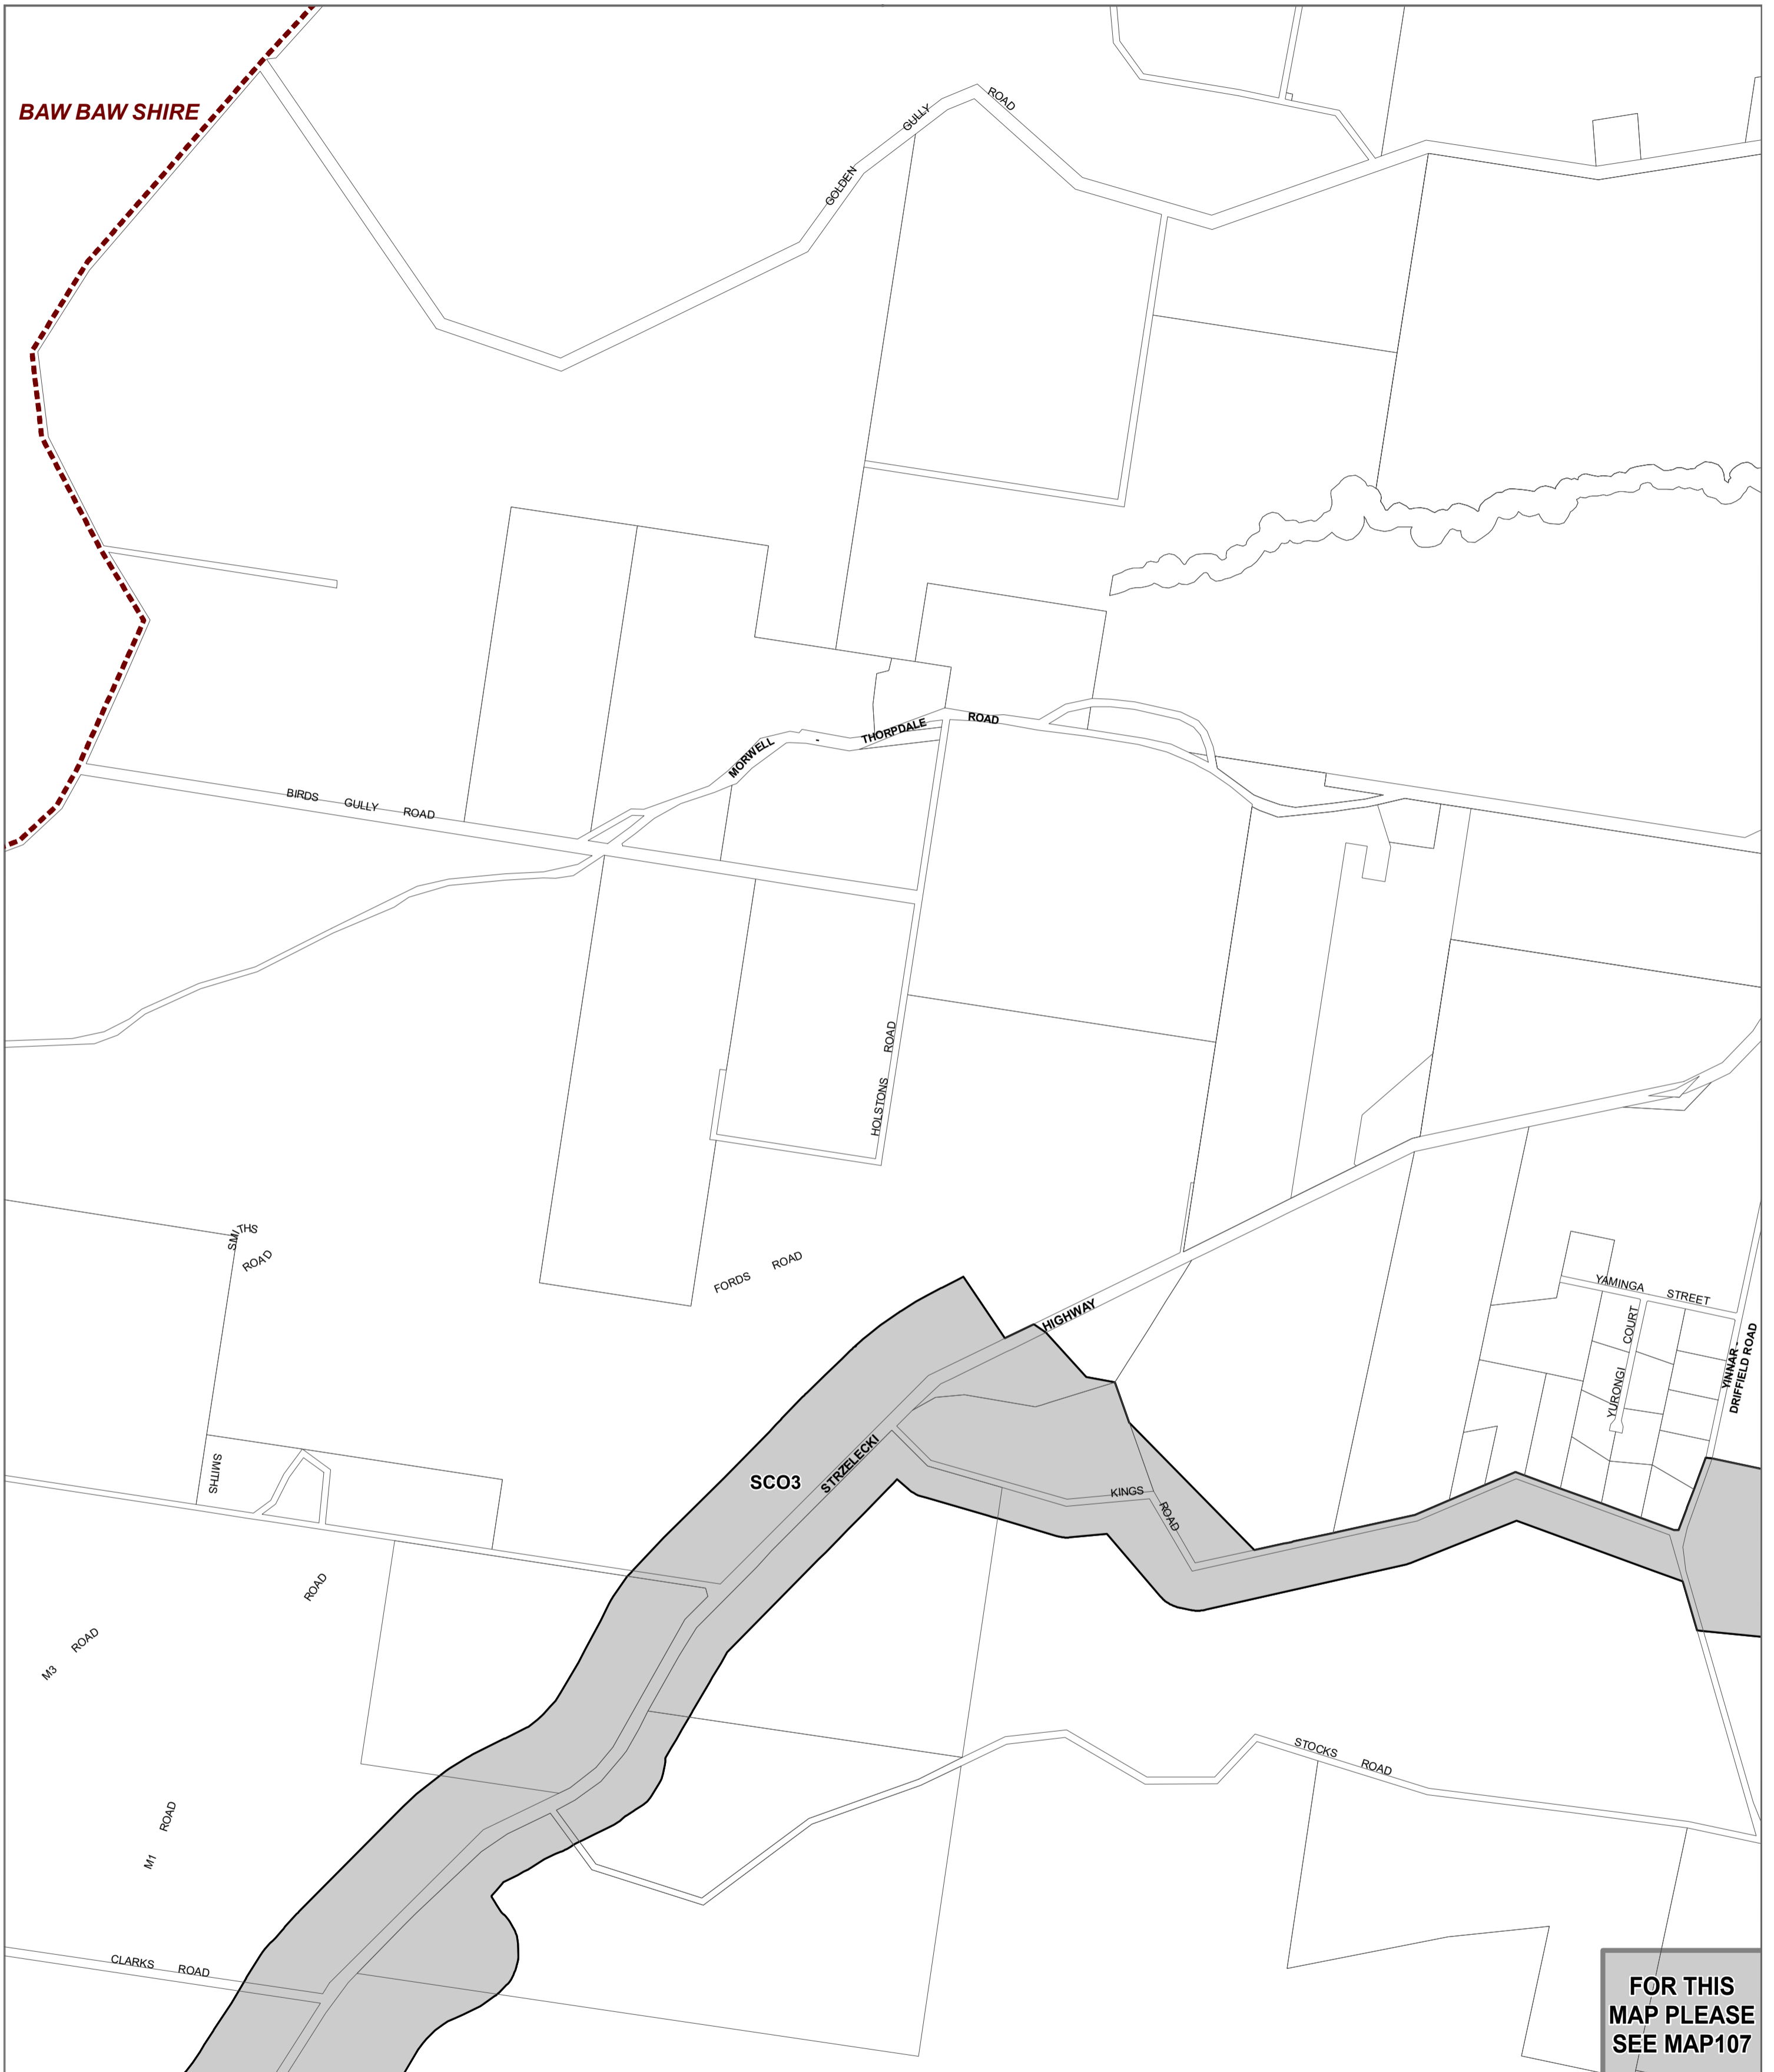 BAW BAW SHIRE
GOLDEN GULLY ROAD
MORWELL - THORPDALE ROAD
BIRDS GULLY ROAD
HOLSTONS ROAD
SMITHS
ROAD
FORDS ROAD
HIGHWAY
YAMINGA STREET
YURONGI COURT
YINNAR -
DRIFFIELD ROAD
SMITHS
SCO3
STRZELECKI
KINGS ROAD
ROAD
M3 ROAD
STOCKS ROAD
M1 ROAD
CLARKS ROAD
FOR THIS
MAP PLEASE
SEE MAP107